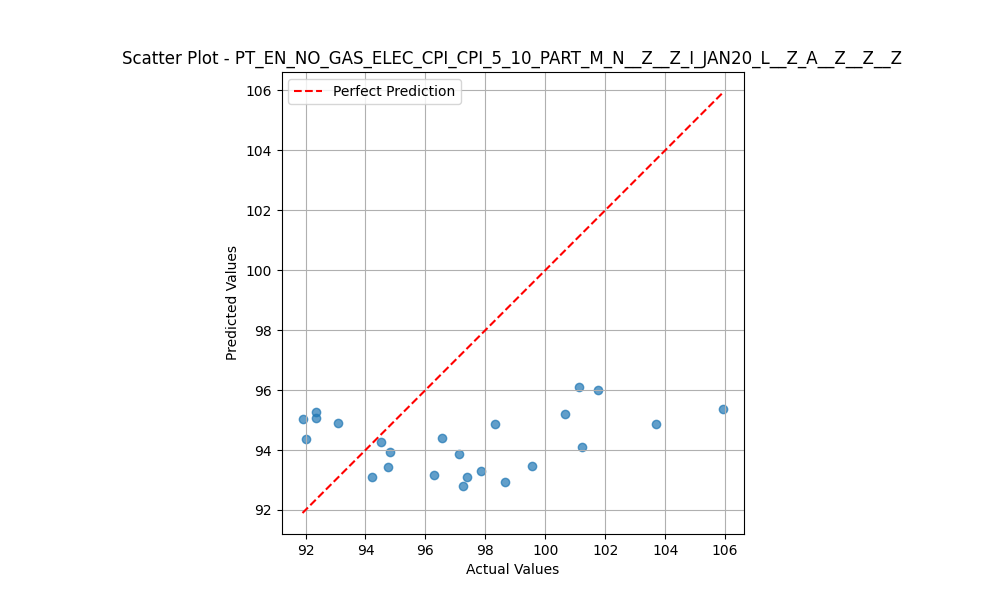 Scatter Plot - PT_EN_NO_GAS_ELEC_CPI_CPI_5_10_PART_M_N__Z__Z_I_JAN20_L__Z_A__Z__Z__Z
Perfect Prediction
106
104
102
100
98
96
94
92
Predicted Values
92 94 96 98 100 102 104 106
Actual Values